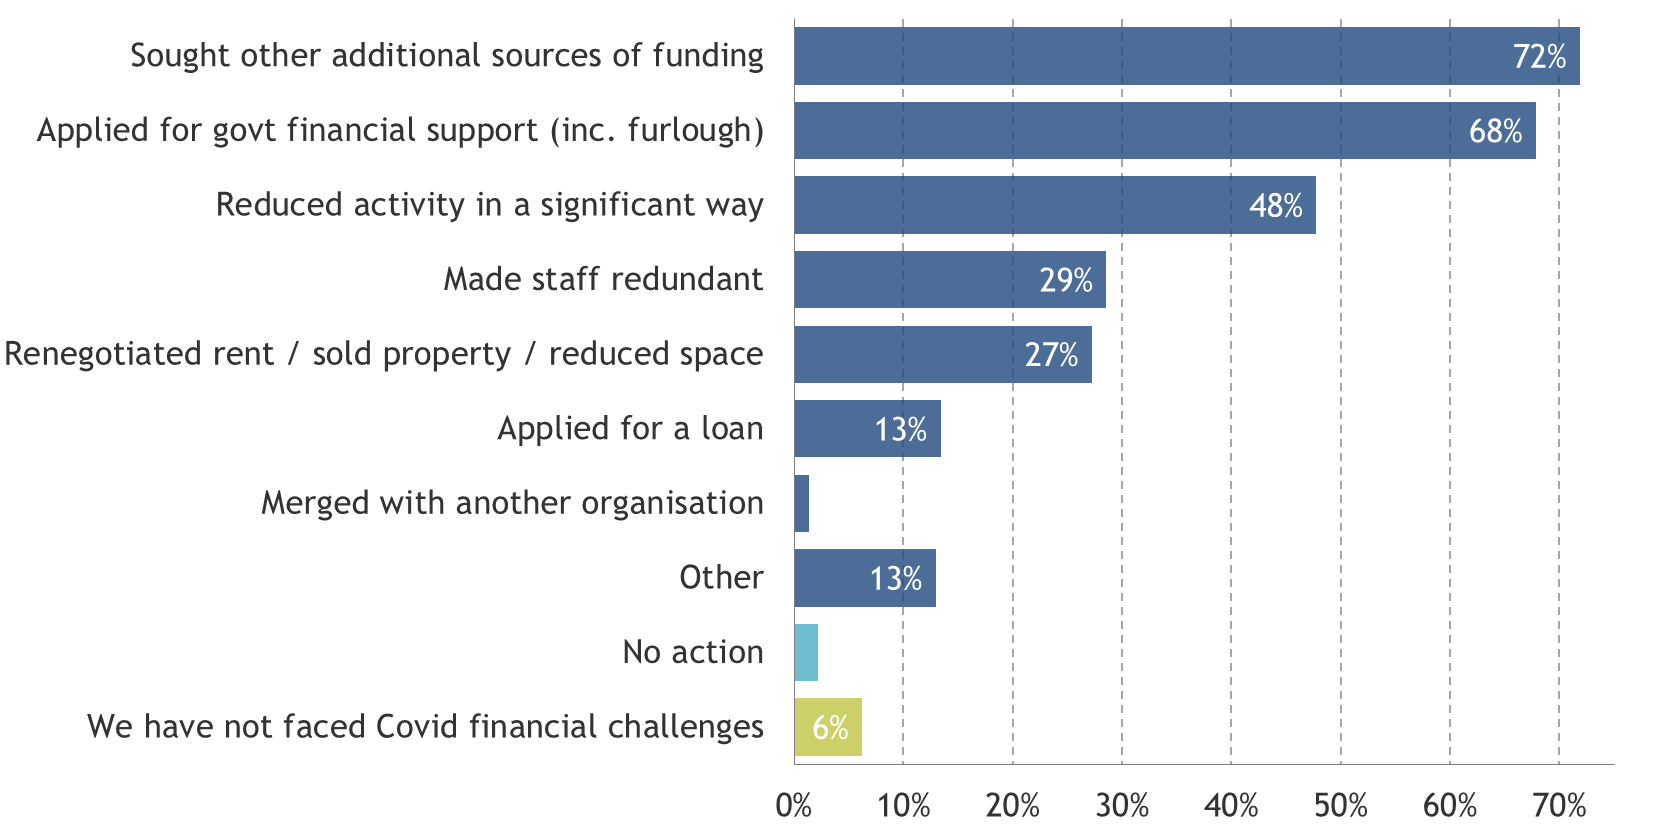 Sought other additional sources of funding 72%
Applied for govt financial support (inc. furlough) 68%
Reduced activity in a significant way 48%
Made staff redundant 29%
Renegotiated rent / sold property / reduced space 27%
Applied for a loan 13%
Merged with another organisation
Other 13%
No action
We have not faced Covid financial challenges 6%
0% 10% 20% 30% 40% 50% 60% 70%